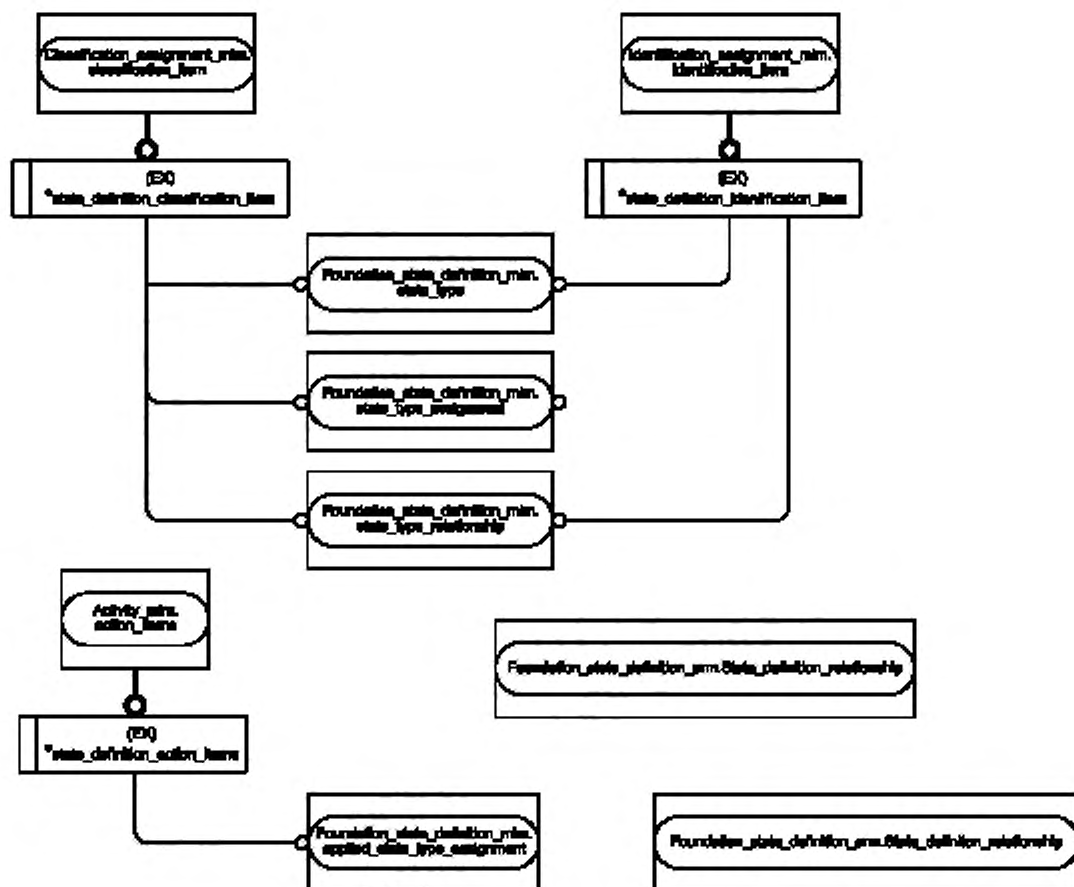 Classification_assignment_mim.
classification_item
Identification_assignment_mim.
identification_item
(EX)
*state_definition_classification_item
(EX)
*state_definition_identification_item
Foundation_state_definition_mim.
state_type
Foundation_state_definition_mim.
Foundation_state_definition_mim.
state_type_relationship
Activity_mim.
action_items
Foundation_state_definition_arm.State_definition_relationship
(EX)
*state_definition_action_items
Foundation_state_definition_mim.
applied_state_type_assignment
Foundation_state_definition_arm.State_definition_relationship